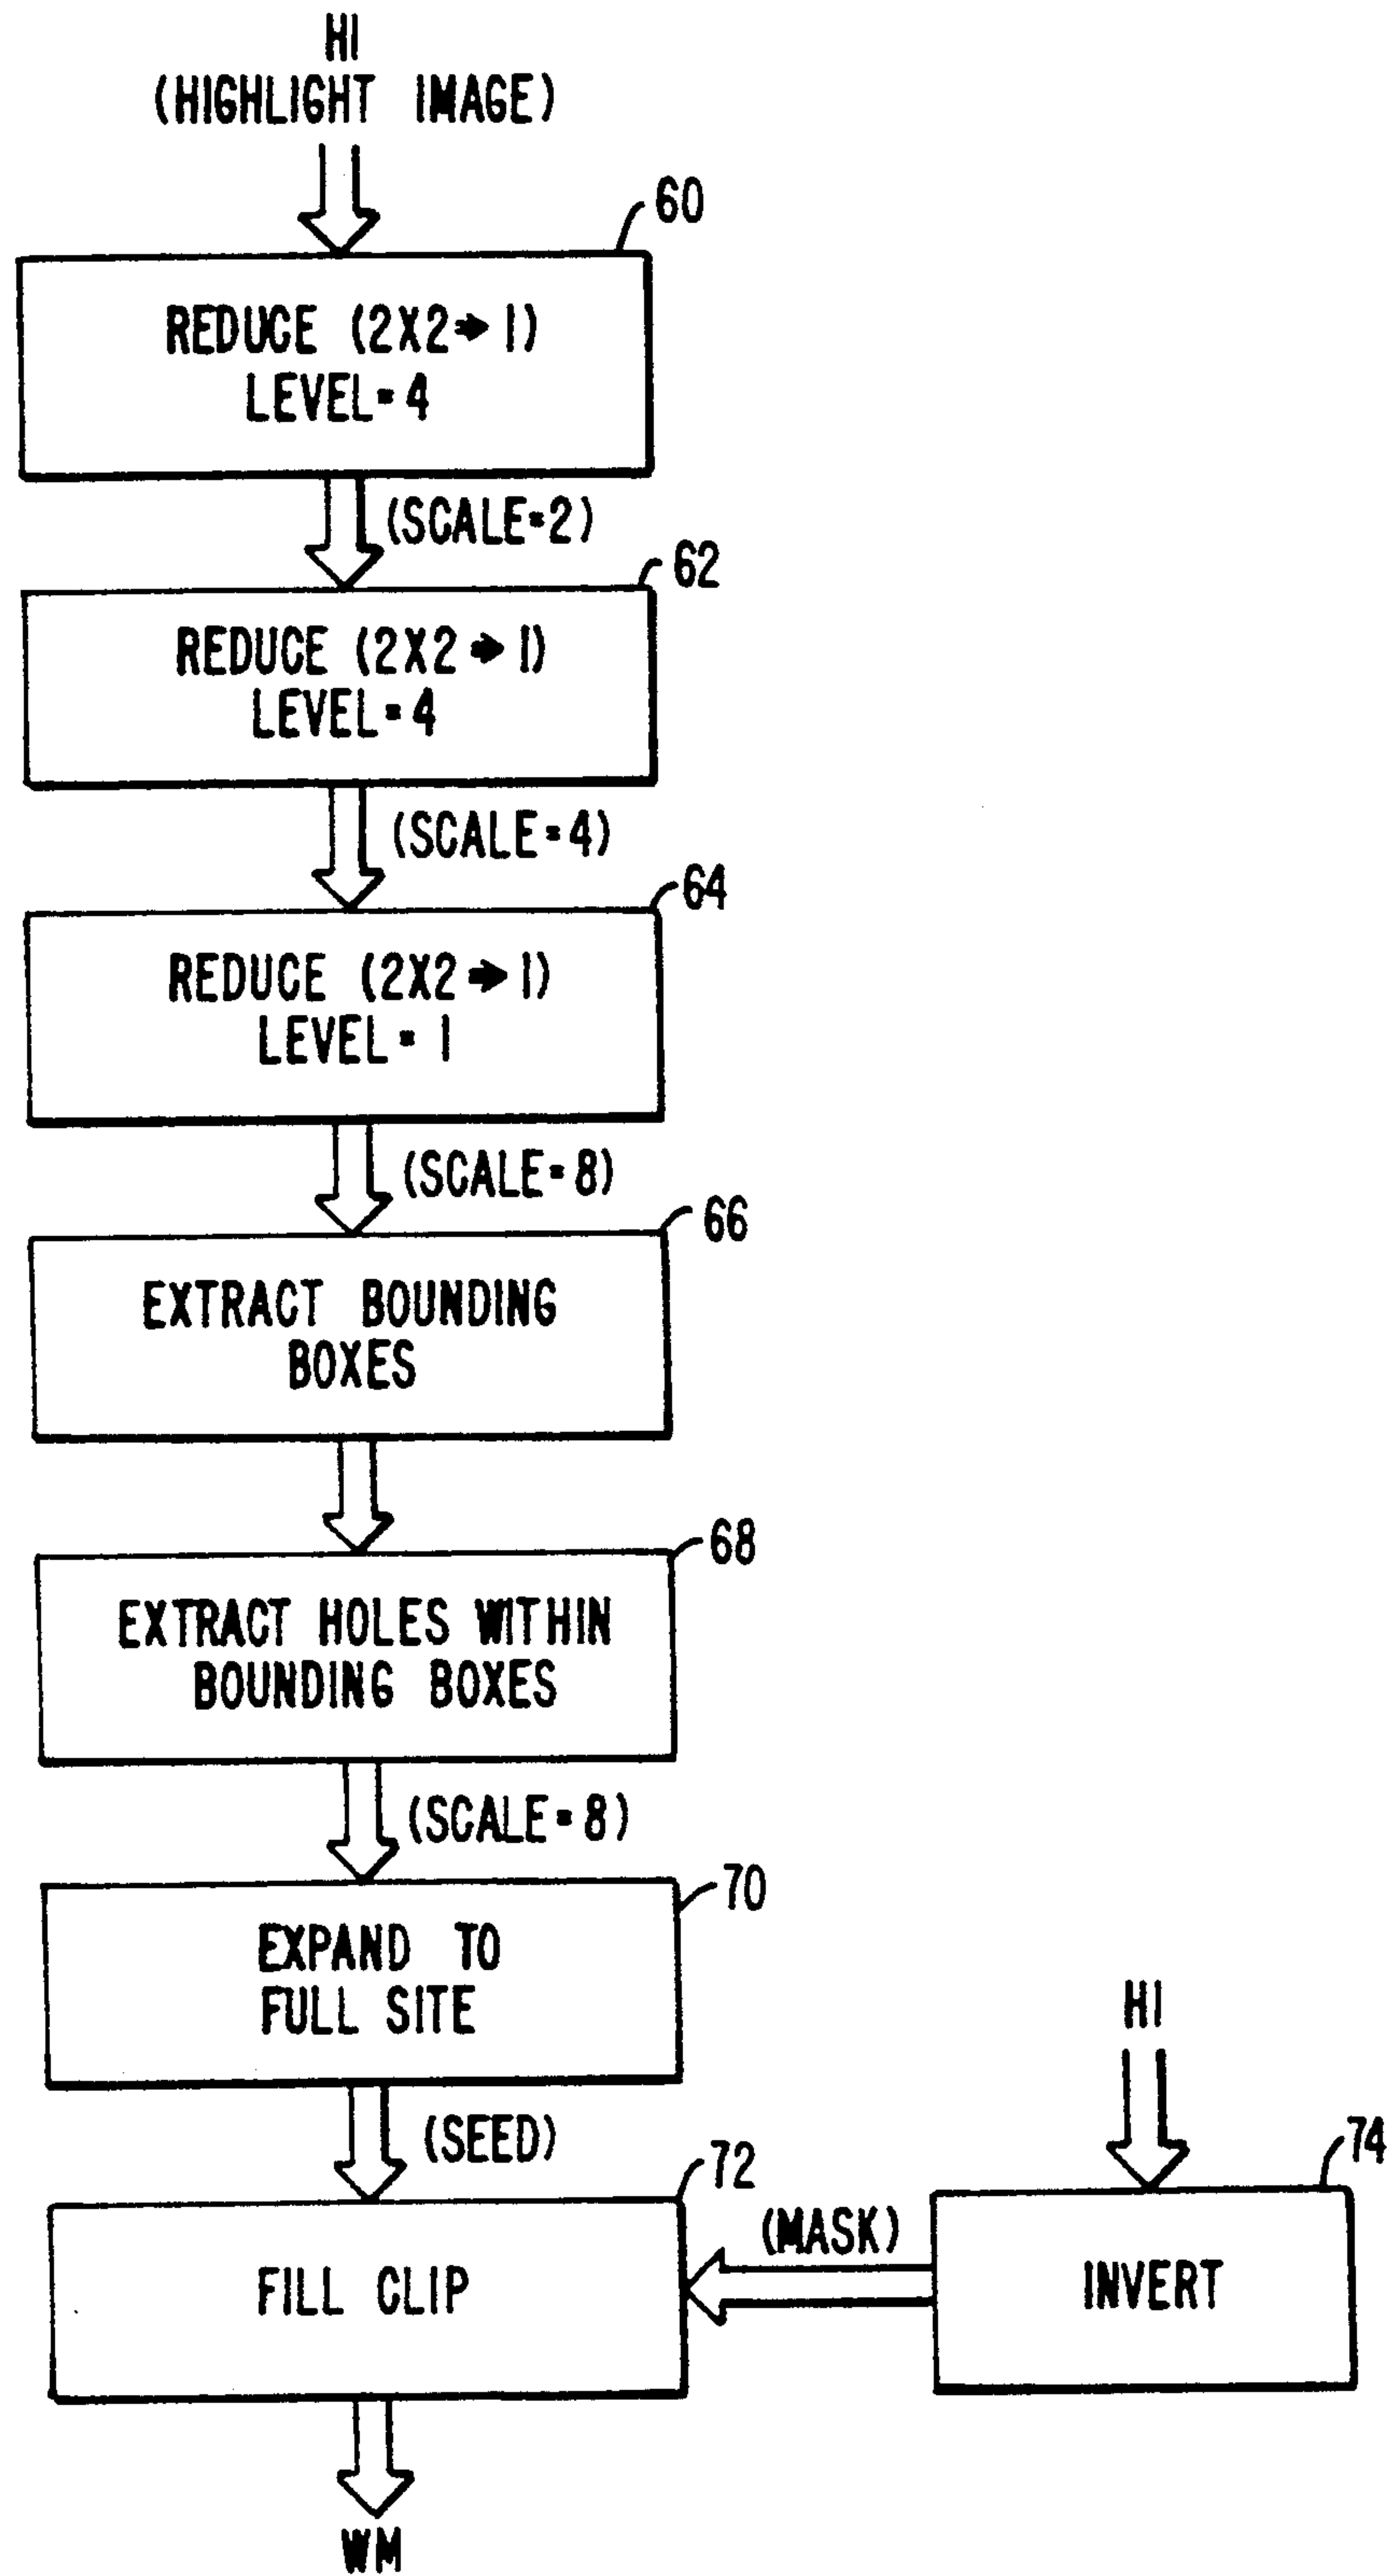 HI
(HIGHLIGHT IMAGE)
60
REDUCE (2X2→1)
LEVEL=4
(SCALE=2)
62
REDUCE (2X2→1)
LEVEL=4
(SCALE=4)
64
REDUCE (2X2→1)
LEVEL=1
(SCALE=8)
66
EXTRACT BOUNDING
BOXES
68
EXTRACT HOLES WITHIN
BOUNDING BOXES
(SCALE=8)
70
EXPAND TO
FULL SITE
HI
(SEED)
72
74
(MASK)
FILL CLIP
INVERT
WM